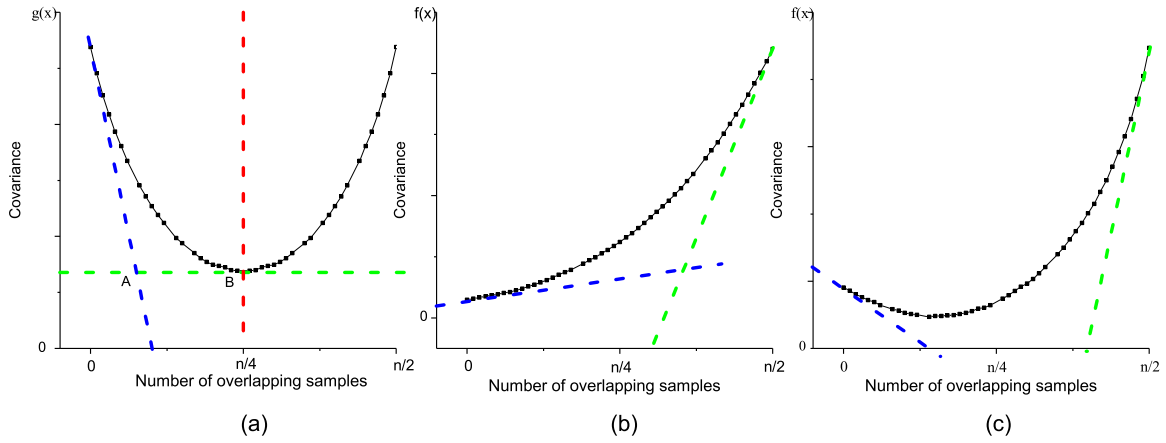 g(x)
Covariance
A
B
0
0
n/4
n/2
Number of overlapping samples
(a)
f(x)
Covariance
0
0
n/4
n/2
Number of overlapping samples
(b)
f(x)
Covariance
0
0
n/4
n/2
Number of overlapping samples
(c)